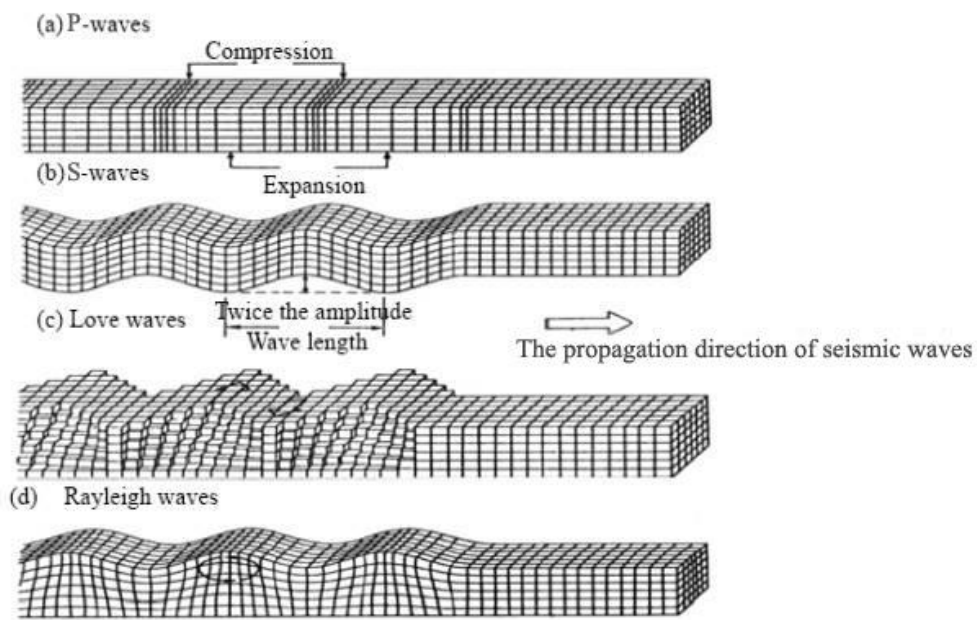 (a) P-waves
Compression
(b) S-waves
Expansion
(c) Love waves
Twice the amplitude
Wave length
The propagation direction of seismic waves
(d) Rayleigh waves